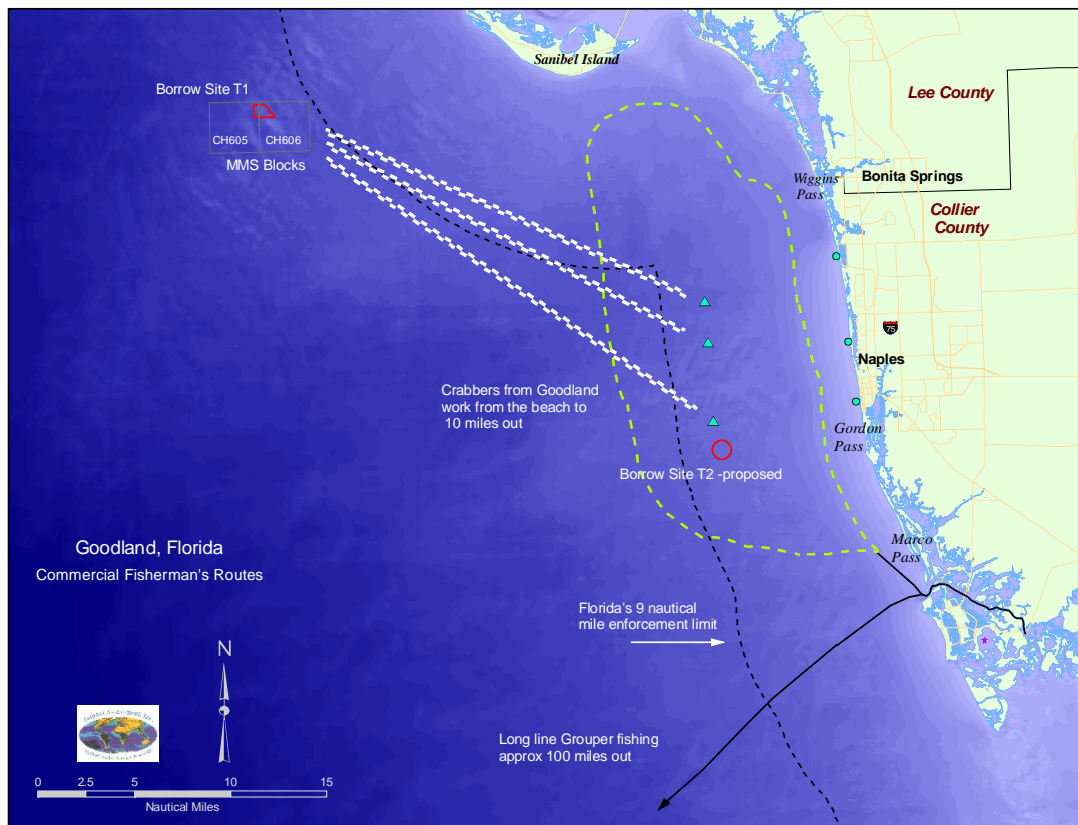 Sanibel Island
Borrow Site T1
CH605
CH606
MMS Blocks
Lee County
Wiggins
Pass
Bonita Springs
Collier
County
75
Naples
Crabbers from Goodland
work from the beach to
10 miles out
Gordon
Pass
Borrow Site T2 -proposed
Marco
Pass
Goodland, Florida
Commercial Fisherman's Routes
Florida's 9 nautical
mile enforcement limit
N
Long line Grouper fishing
approx 100 miles out
0 2.5 5 10 15
Nautical Miles